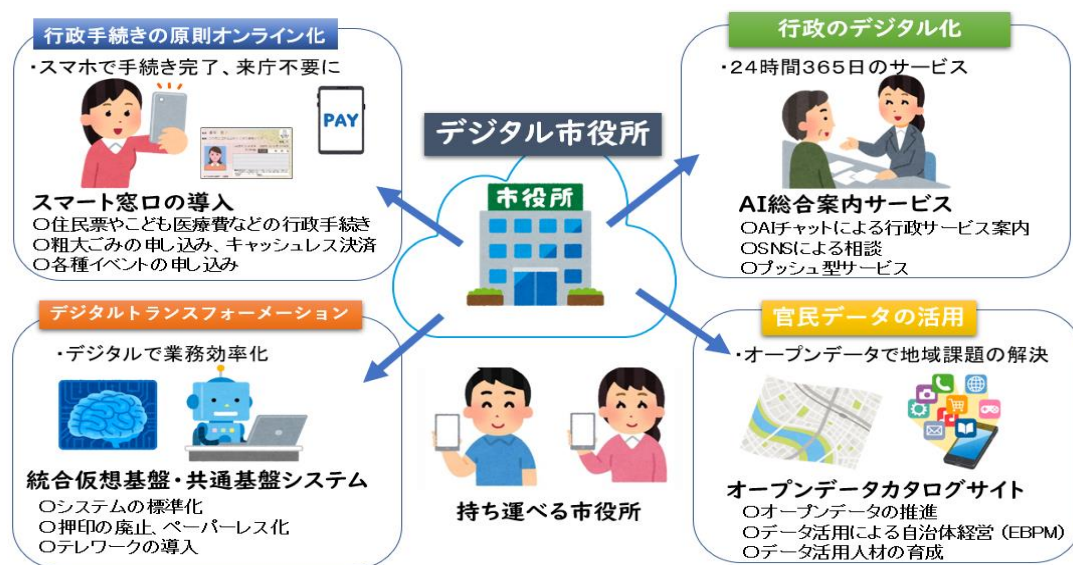 行政手続きの原則オンライン化
・スマホで手続き完了、来庁不要に
PAY
スマート窓口の導入
○住民票やこども医療費などの行政手続き
○粗大ごみの申し込み、キャッシュレス決済
○各種イベントの申し込み
行政のデジタル化
・24時間365日のサービス
AI総合案内サービス
○AIチャットによる行政サービス案内
○SNSによる相談
○プッシュ型サービス
デジタル市役所
市役所
デジタルトランスフォーメーション
・デジタルで業務効率化
統合仮想基盤・共通基盤システム
○システムの標準化
○押印の廃止、ペーパーレス化
○テレワークの導入
持ち運べる市役所
官民データの活用
・オープンデータで地域課題の解決
オープンデータカタログサイト
○オープンデータの推進
○データ活用による自治体経営（EBPM）
○データ活用人材の育成